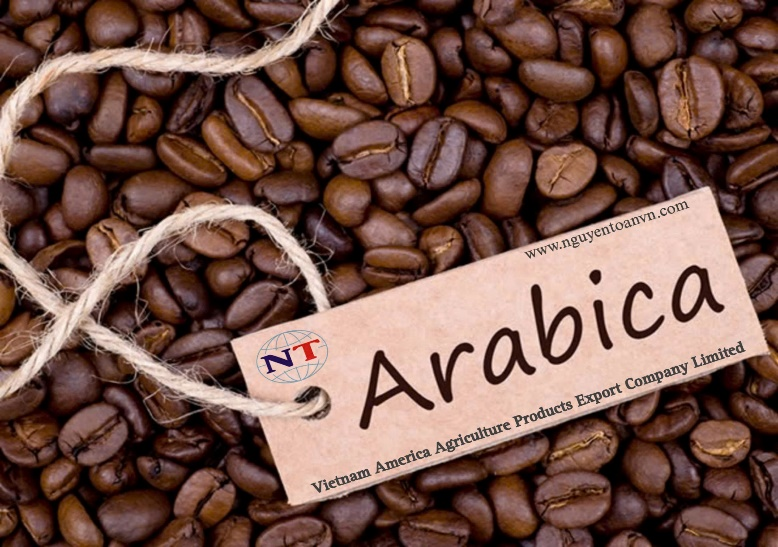 www.nguyentoanvn.com
NT
Arabica
Vietnam America Agriculture Products Export Company Limited